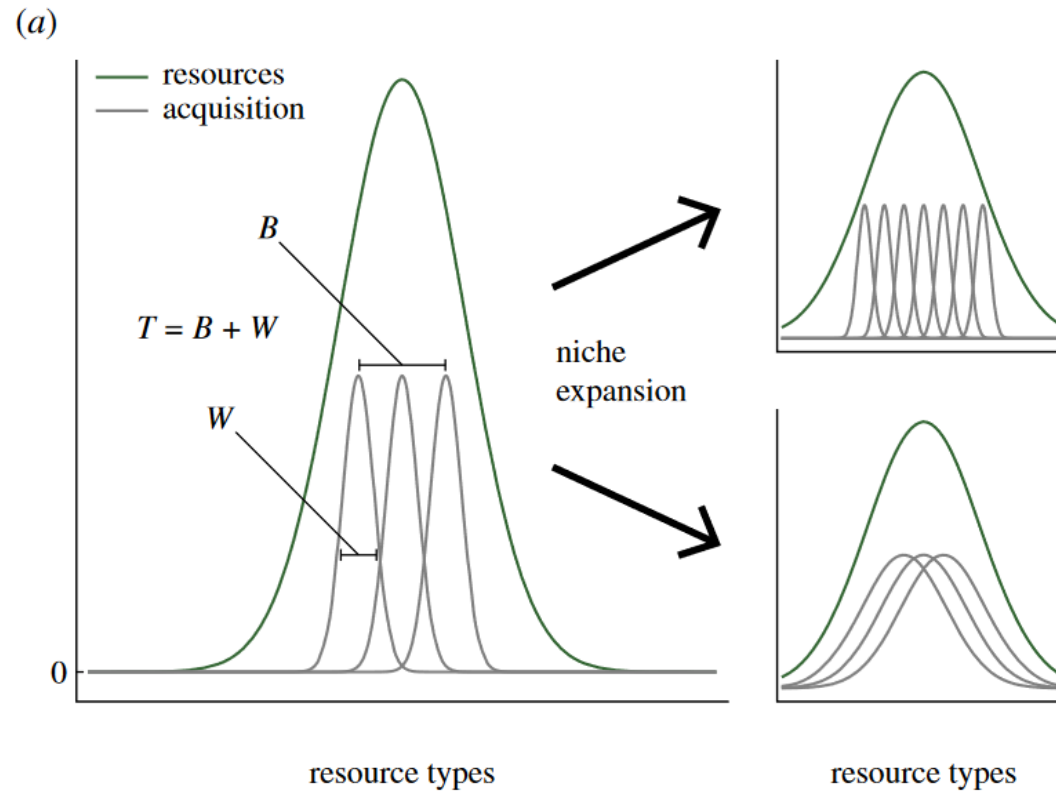 (a)
resources
acquisition
B
T = B + W
W
niche
expansion
0
resource types
resource types